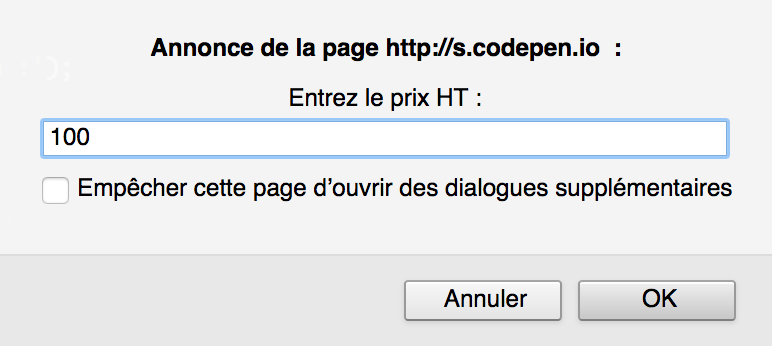 Annonce de la page http://s.codepen.io :
Entrez le prix HT :
100
Empêcher cette page d’ouvrir des dialogues supplémentaires
Annuler
OK